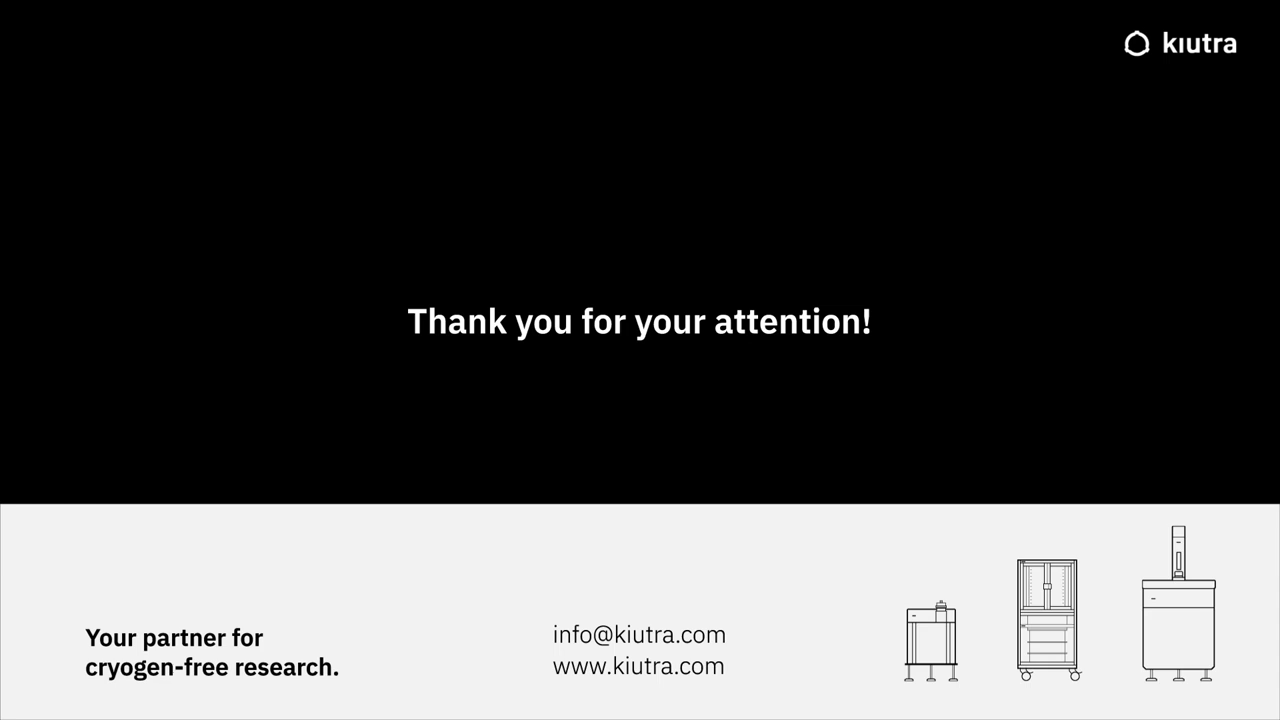 kiutra
Thank you for your attention!
Your partner for
cryogen-free research.
info@kiutra.com
www.kiutra.com